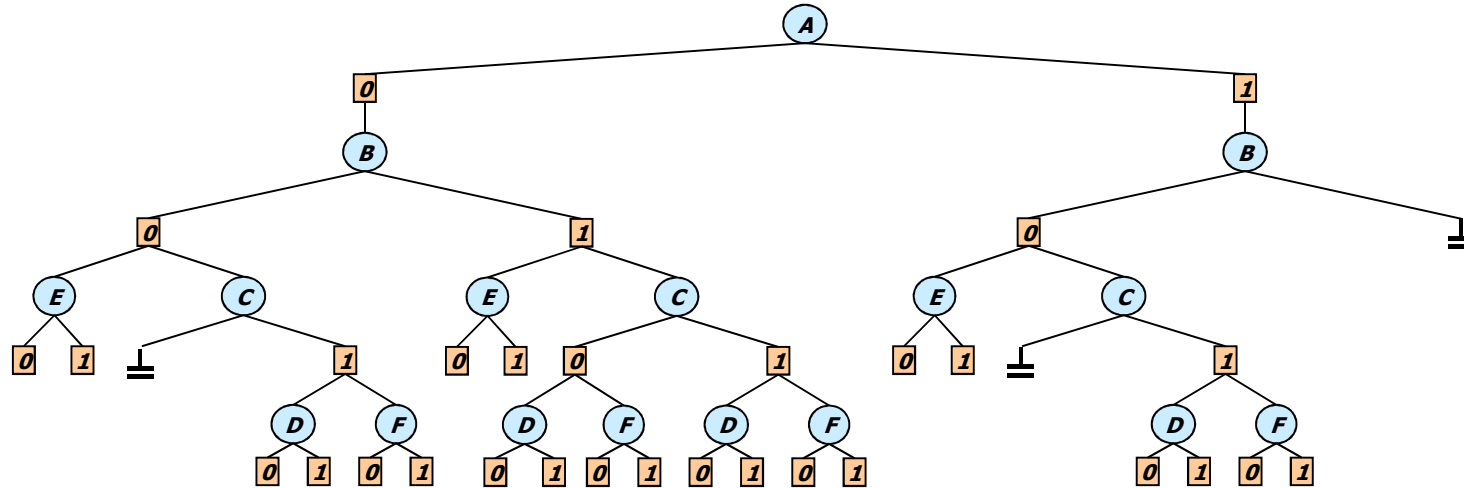 A
0 1
B B
0 1 0
E C E C E C
0 1 1 0 1 0 1 0 1 1
D F D F D F D F
0 1 0 1 0 1 0 1 0 1 0 1 0 1 0 1